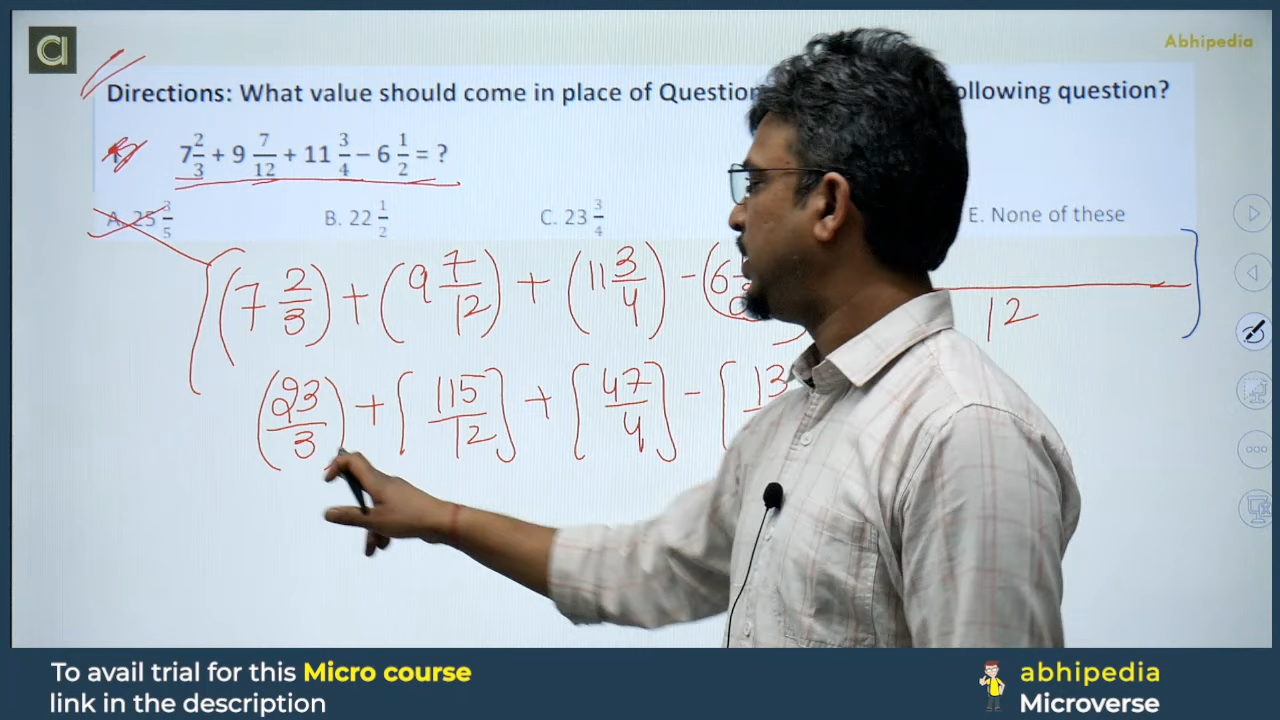 Abhipedia
Directions: What value should come in place of Question ollowing question?
7 2/3 + 9 7/12 + 11 3/4 − 6 1/2 = ?
A. 25 3/5 B. 22 1/2 C. 23 3/4 E. None of these
(7 2/3) + (9 7/12) + (11 3/4) − (6
12
(23/3) + [115/12] + [47/4] − [13
To avail trial for this Micro course
link in the description
abhipedia
Microverse